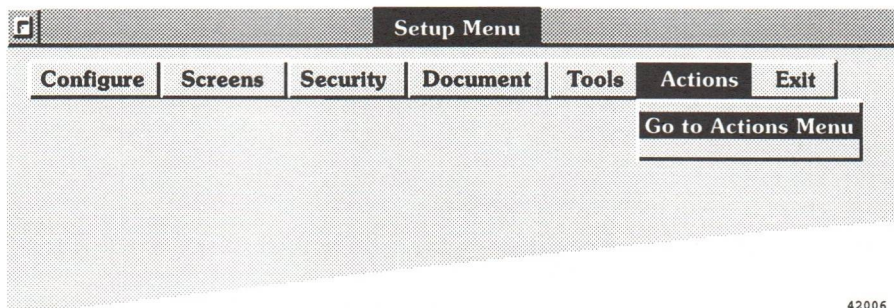 Setup Menu
Configure Screens Security Document Tools Actions Exit
Go to Actions Menu
42006